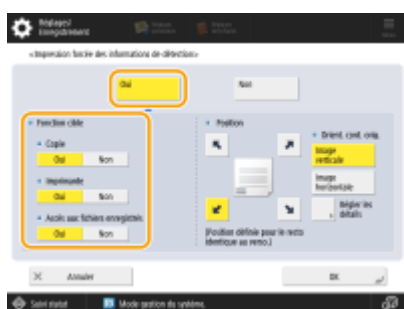 Réglages/
Enregistrement
<Impression forcée des informations de détection>
Oui
Non
Fonction cible
Copie
Oui
Non
Imprimante
Oui
Non
Accès aux fichiers enregistrés
Oui
Non
Position
(Position définie pour le recto
identique au verso.)
Orient. cont. orig.
Image
verticale
Image
horizontale
Régler les
détails
Annuler
OK
Mode gestion du système.